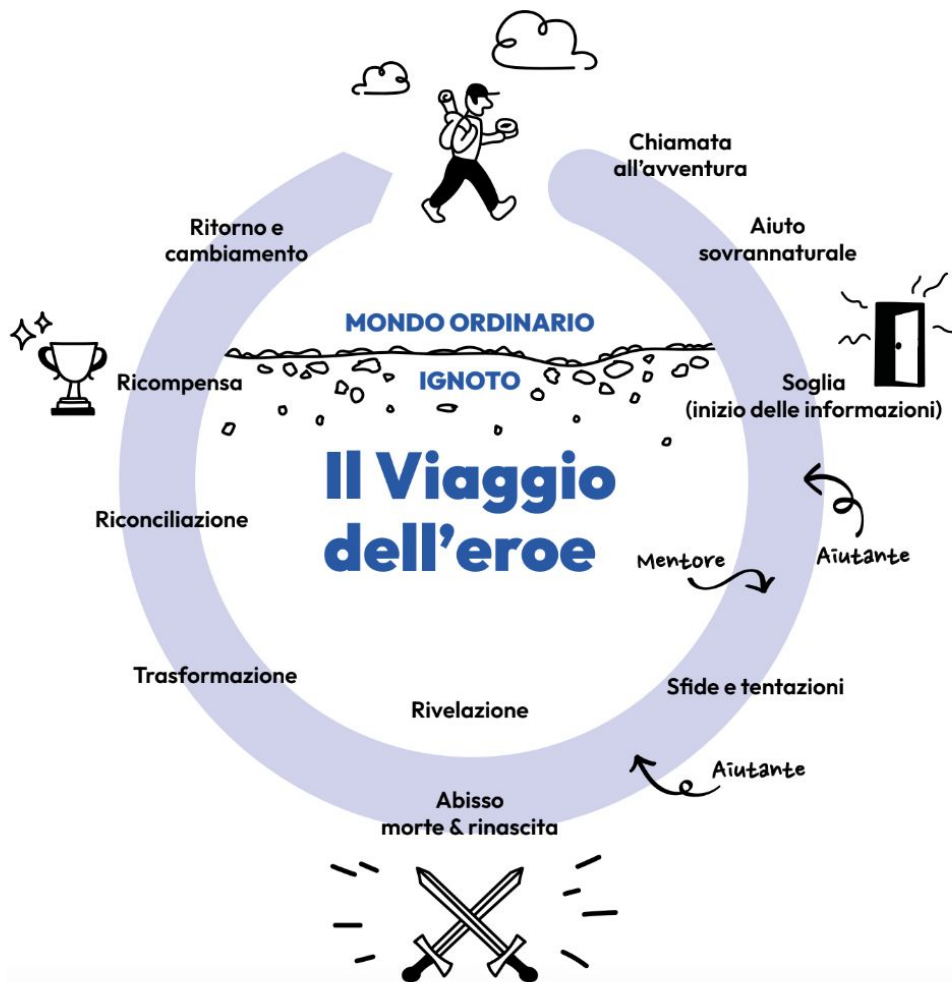 Chiamata
all'avventura
Aiuto
sovrannaturale
Ritorno e
cambiamento
MONDO ORDINARIO
IGNOTO
Ricompensa
Soglia
(inizio delle informazioni)
Il Viaggio
dell'eroe
Riconciliazione
Mentore
Aiutante
Trasformazione
Sfide e tentazioni
Rivelazione
Aiutante
Abisso
morte & rinascita